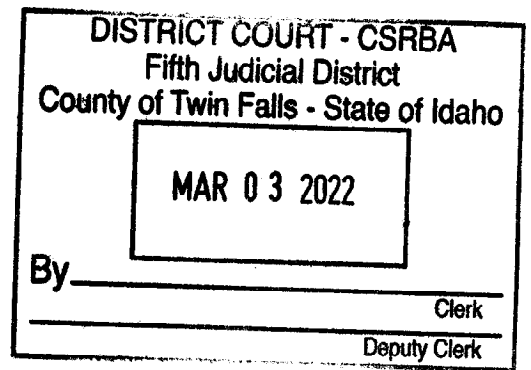 DISTRICT COURT - CSRBA
Fifth Judicial District
County of Twin Falls - State of Idaho
MAR 03 2022
By
Clerk
Deputy Clerk